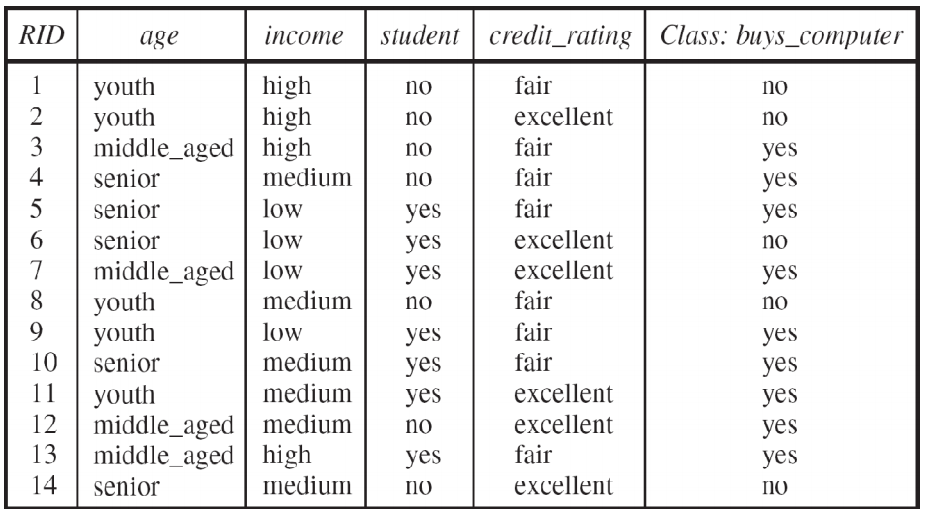 RID age income student credit_rating Class: buys_computer
1 youth high no fair no
2 youth high no excellent no
3 middle_aged high no fair yes
4 senior medium no fair yes
5 senior low yes fair yes
6 senior low yes excellent no
7 middle_aged low yes excellent yes
8 youth medium no fair no
9 youth low yes fair yes
10 senior medium yes fair yes
11 youth medium yes excellent yes
12 middle_aged medium no excellent yes
13 middle_aged high yes fair yes
14 senior medium no excellent no